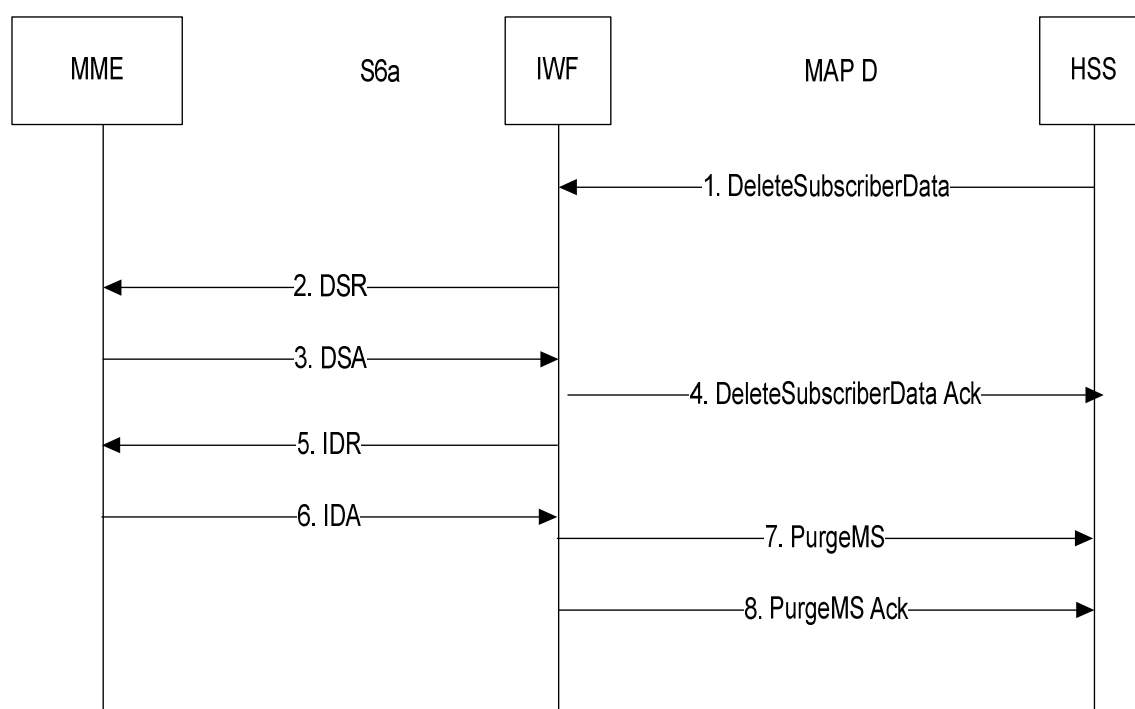 MME
S6a
IWF
MAP D
HSS
1. DeleteSubscriberData
2. DSR
3. DSA
4. DeleteSubscriberData Ack
5. IDR
6. IDA
7. PurgeMS
8. PurgeMS Ack